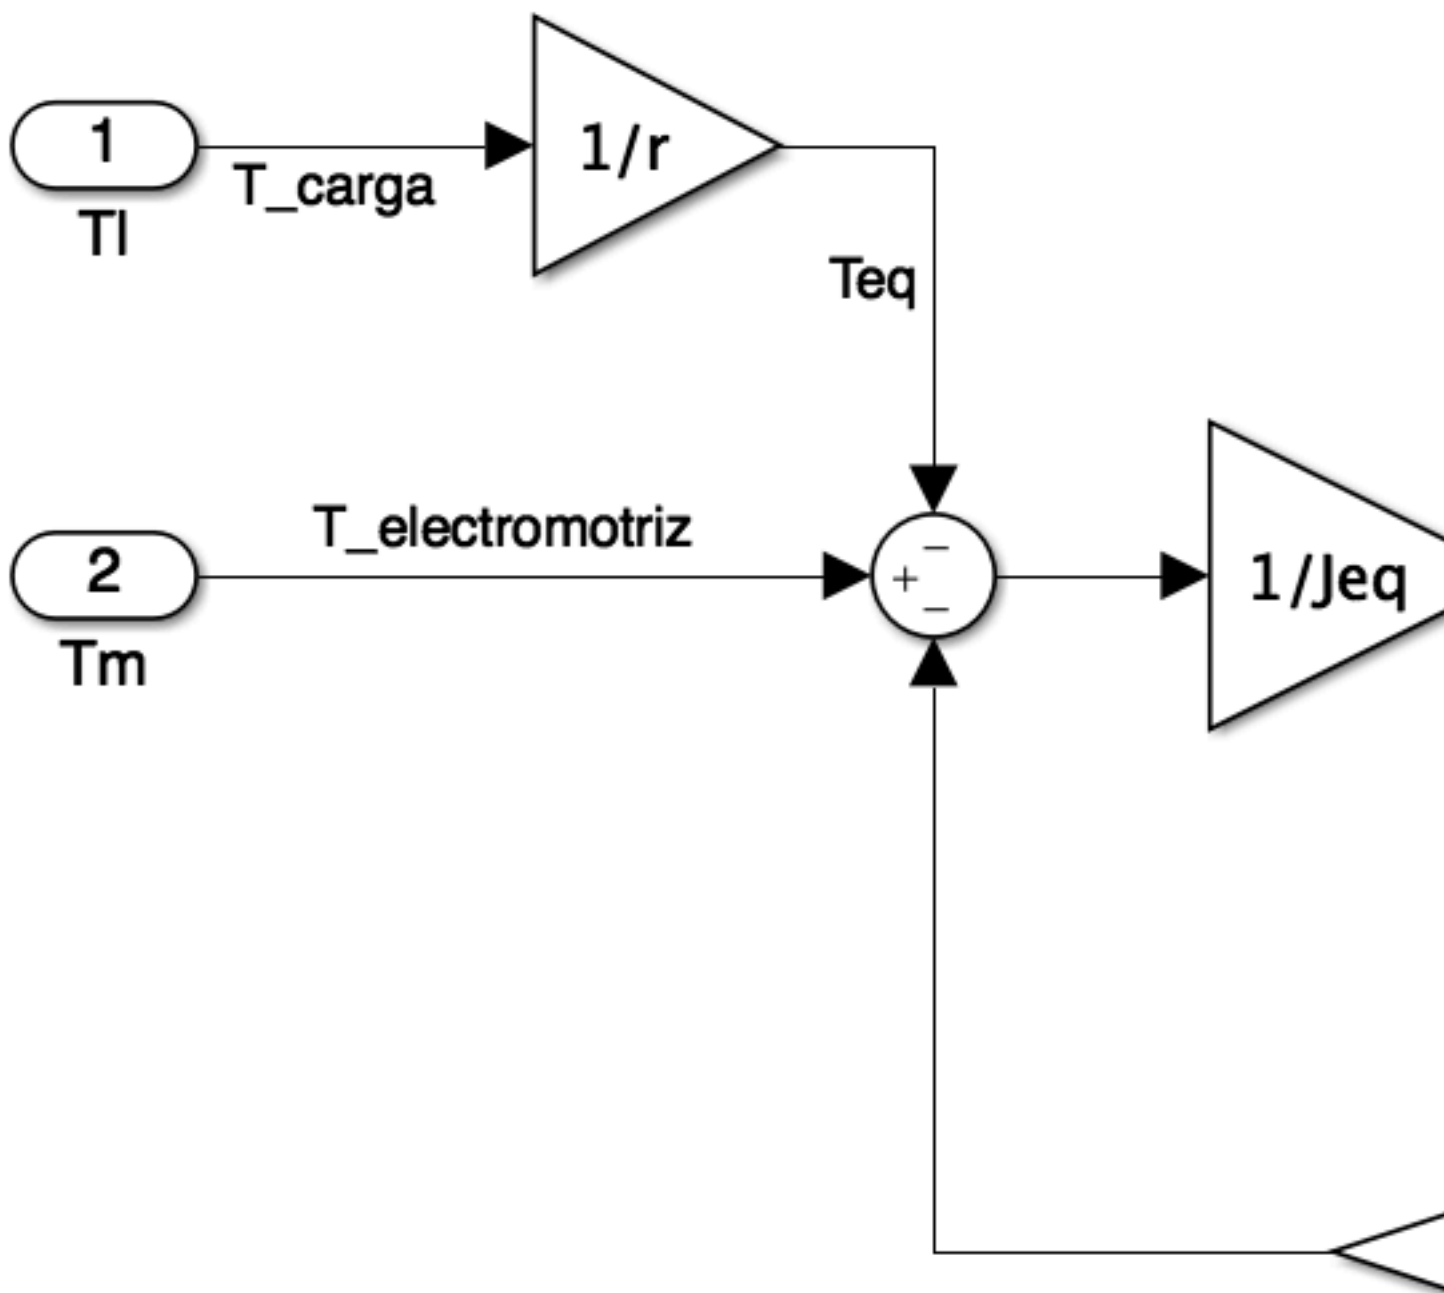 1
Tl
T_carga
1/r
Teq
2
Tm
T_electromotriz
−
+
−
1/Jeq